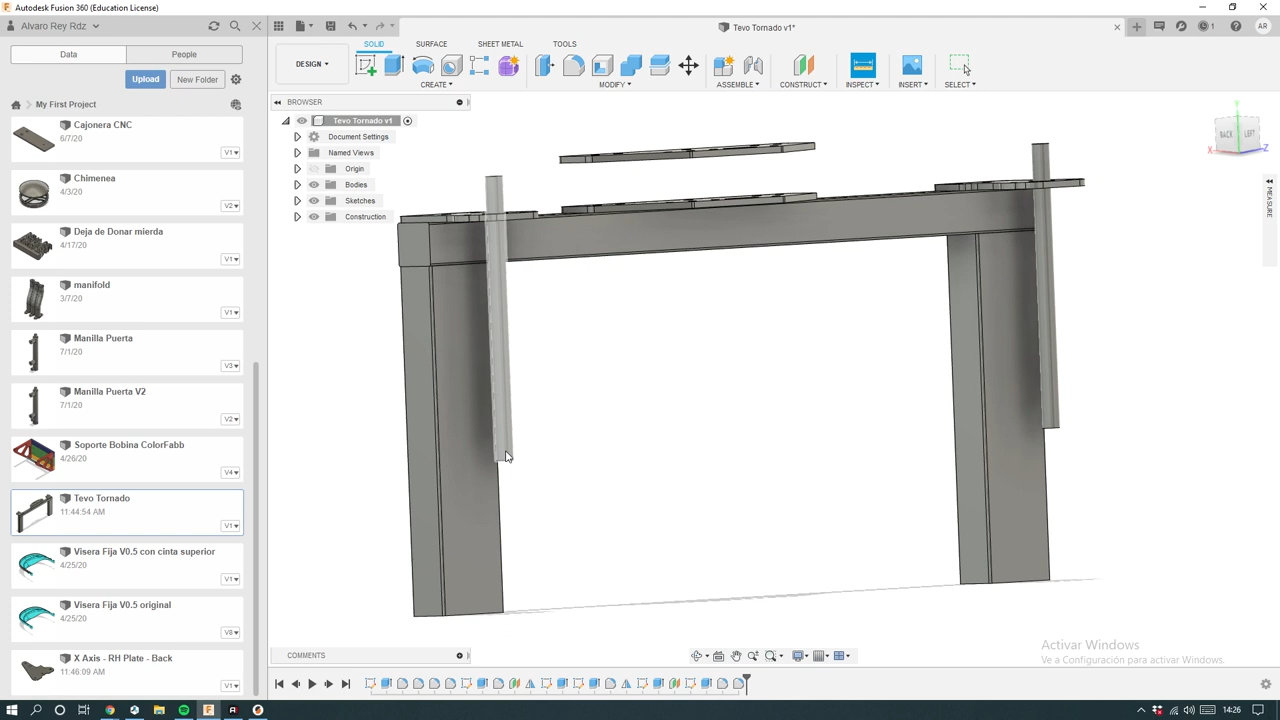 Autodesk Fusion 360 (Education License)
Alvaro Rev Rdz
Tevo Tornado v1*
1
AR
Data
People
Upload
New Folder
My First Project
Cajonera CNC
6/7/20
V1
Chimenea
4/3/20
V2
Deja de Donar mierda
4/17/20
V1
manifold
3/7/20
V1
Manilla Puerta
7/1/20
V3
Manilla Puerta V2
7/1/20
V2
Soporte Bobina ColorFabb
4/26/20
V4
Tevo Tornado
11:44:54 AM
V1
Visera Fija V0.5 con cinta superior
4/25/20
V1
Visera Fija V0.5 original
4/25/20
V8
X Axis - RH Plate - Back
11:46:09 AM
V1
SOLID
SURFACE
SHEET METAL
TOOLS
DESIGN
CREATE
MODIFY
ASSEMBLE
CONSTRUCT
INSPECT
INSERT
SELECT
BROWSER
Tevo Tornado v1
Document Settings
Named Views
Origin
Bodies
Sketches
Construction
BACK
LEFT
X
Y
Z
MEASURE
Activar Windows
Ve a Configuración para activar Windows.
COMMENTS
14:26